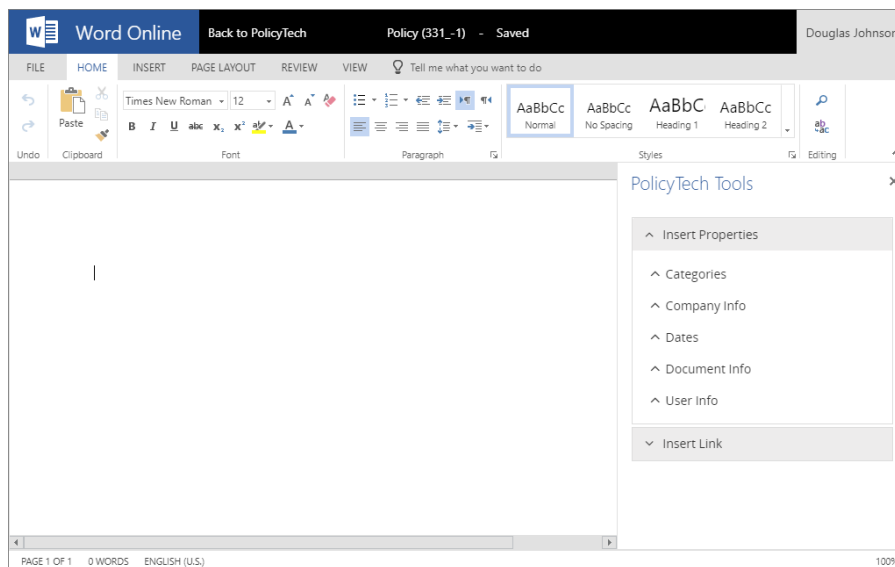 W Word Online Back to PolicyTech Policy (331_-1) - Saved Douglas Johnson
FILE HOME INSERT PAGE LAYOUT REVIEW VIEW Tell me what you want to do
Paste Times New Roman 12 A A AaBbCc AaBbCc AaBbC AaBbCc
B I U abc x₂ x² ab A Normal No Spacing Heading 1 Heading 2 ab ac
Undo Clipboard Font Paragraph Styles Editing
PolicyTech Tools
Insert Properties
Categories
Company Info
Dates
Document Info
User Info
Insert Link
PAGE 1 OF 1 0 WORDS ENGLISH (U.S.) 100%